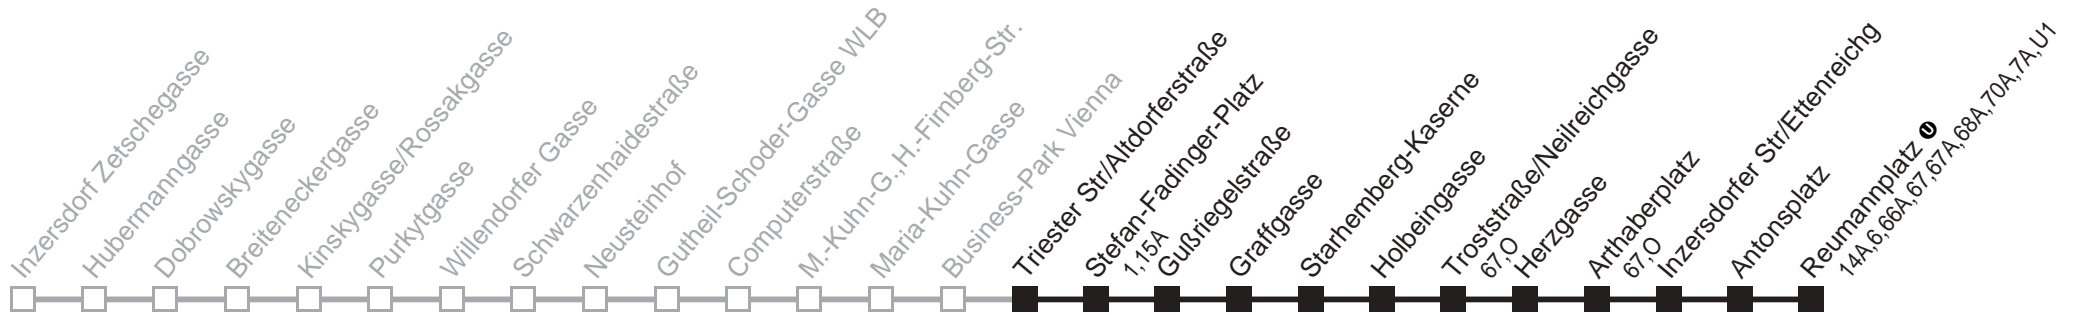 Inzersdorf Zetschegasse
Hubermanngasse
Dobrowskygasse
Breiteneckergasse
Kinskygasse/Rossakgasse
Purkytgasse
Willendorfer Gasse
Schwarzenhaidestraße
Neusteinhof
Gutheil-Schoder-Gasse WLB
Computerstraße
M.-Kuhn-G.,H.-Firnberg-Str.
Maria-Kuhn-Gasse
Business-Park Vienna
Triester Str/Altdorferstraße
Stefan-Fadinger-Platz
1,15A
Gußriegelstraße
Graffgasse
Starhemberg-Kaserne
Holbeingasse
Troststraße/Neilreichgasse
67,O
Herzgasse
Arthaberplatz
67,O
Inzersdorfer Str/Ettenreichg
Antonsplatz
Reumannplatz U
14A,6,66A,67,67A,68A,70A,7A,U1